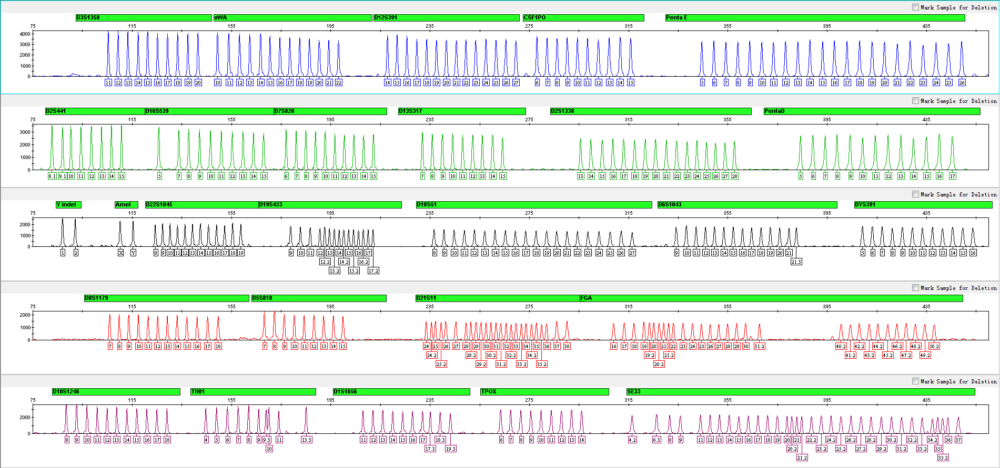 Mark Sample for Deletion
D3S1358 vWA D12S391 CSF1PO Penta E
75 115 155 195 235 275 315 355 395 435
4000
3000
2000
1000
0
11 12 13 14 15 16 17 18 19 20 10 11 12 13 14 15 16 17 18 19 20 21 22 14 15 16 17 18 19 20 21 22 23 24 25 26 27 6 7 8 9 10 11 12 13 14 15 5 6 7 8 9 10 11 12 13 14 15 16 17 18 19 20 21 22 23 24 25 26
Mark Sample for Deletion
D2S441 D16S539 D7S820 D13S317 D2S1338 PentaD
75 115 155 195 235 275 315 355 395 435
3000
2000
1000
0
8.1 9.1 10 11 12 13 14 15 5 7 8 9 10 11 12 13 14 15 6 7 8 9 10 11 12 13 14 15 7 8 9 10 11 12 13 14 15 13 14 15 16 17 18 19 20 21 22 23 24 25 26 27 28 5 6 7 8 9 10 11 12 13 14 15 16 17
Mark Sample for Deletion
Y indel Amel D22S1045 D19S433 D18S51 D6S1043 DYS391
75 115 155 195 235 275 315 355 395 435
2000
1000
0
1 2 X Y 8 9 10 11 12 13 14 15 16 17 18 19 9 10 11 12 13 14 15 16 17 8 9 10 11 12 13 14 15 16 17 18 19 20 21 22 23 24 25 26 27 9 10 11 12 13 14 15 16 17 18 19 20 21 5 6 7 8 9 10 11 12 13 14 15 16
12.2 14.2 16.2 21.3
13.2 15.2 17.2
Mark Sample for Deletion
D8S1179 D5S818 D21S11 FGA
75 115 155 195 235 275 315 355 395 435
2000
1000
0
7 8 9 10 11 12 13 14 15 16 17 18 7 8 9 10 11 12 13 14 15 24 25 26 27 28 29 30 31 32 33 34 35 36 37 38 16 17 18 19 20 21 22 23 24 25 26 27 28 29 30 31.2 40.2 42.2 44.2 46.2 48.2 50.2
24.2 28.2 30.2 32.2 34.2 19.2 21.2 41.2 43.2 45.2 47.2 49.2
25.2 29.2 31.2 33.2 35.2 20.2
Mark Sample for Deletion
D10S1248 TH01 D1S1656 TPOX SE33
75 115 155 195 235 275 315 355 395 435
2000
0
8 9 10 11 12 13 14 15 16 17 18 4 5 6 7 8 9 9.3 11 13.3 11 12 13 14 15 16 17 18.3 6 7 8 9 10 11 12 13 14 4.2 6.3 8 9 11 12 13 14 15 16 17 18 19 20 21 22.2 24.2 26.2 28.2 30.2 32.2 34.2 36 37
10 17.3 19.3 20.2 23.2 25.2 27.2 29.2 31.2 33.2 35
21.2 35.2